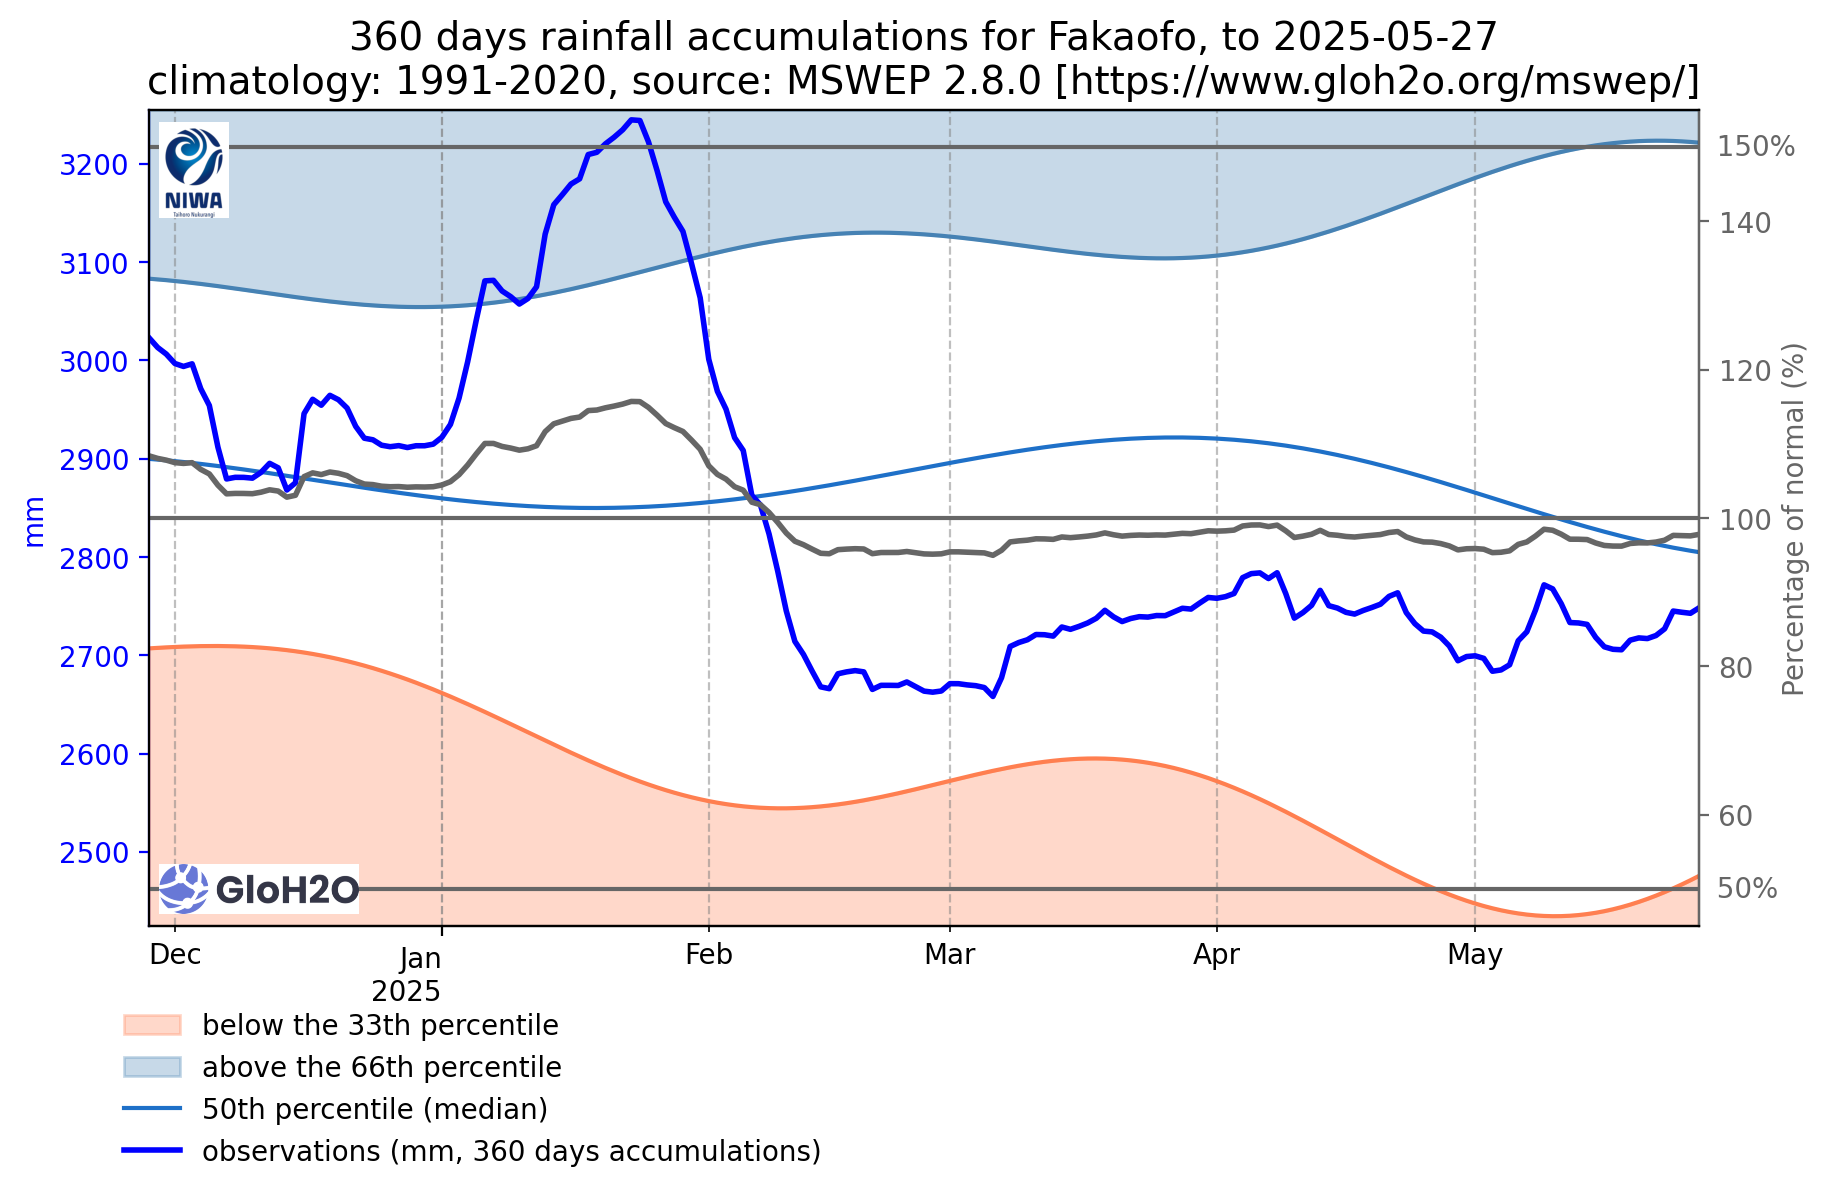 360 days rainfall accumulations for Fakaofo, to 2025-05-27
climatology: 1991-2020, source: MSWEP 2.8.0 [https://www.gloh2o.org/mswep/]
NIWA
Taihoro Nukurangi
3200
3100
3000
2900
2800
2700
2600
2500
mm
150%
140
120
100
80
60
50%
Percentage of normal (%)
GloH2O
Dec
Jan
2025
Feb
Mar
Apr
May
below the 33th percentile
above the 66th percentile
50th percentile (median)
observations (mm, 360 days accumulations)